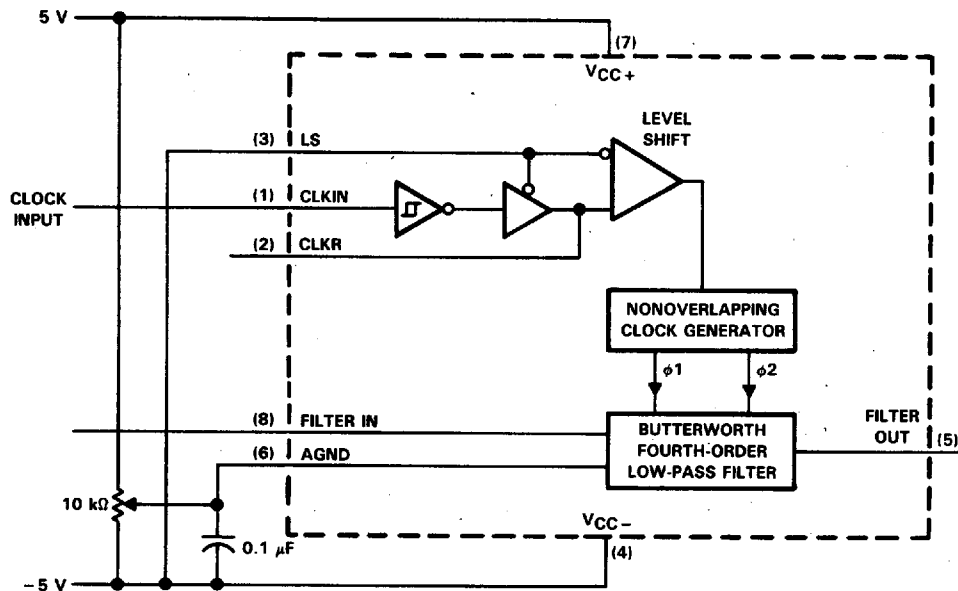 5 V
(7)
VCC+
LEVEL
SHIFT
(3) LS
CLOCK
INPUT
(1) CLKIN
(2) CLKR
NONOVERLAPPING
CLOCK GENERATOR
ϕ1
ϕ2
(8) FILTER IN
BUTTERWORTH
FOURTH-ORDER
LOW-PASS FILTER
FILTER
OUT
(5)
(6) AGND
10 kΩ
0.1 μF
VCC−
(4)
−5 V